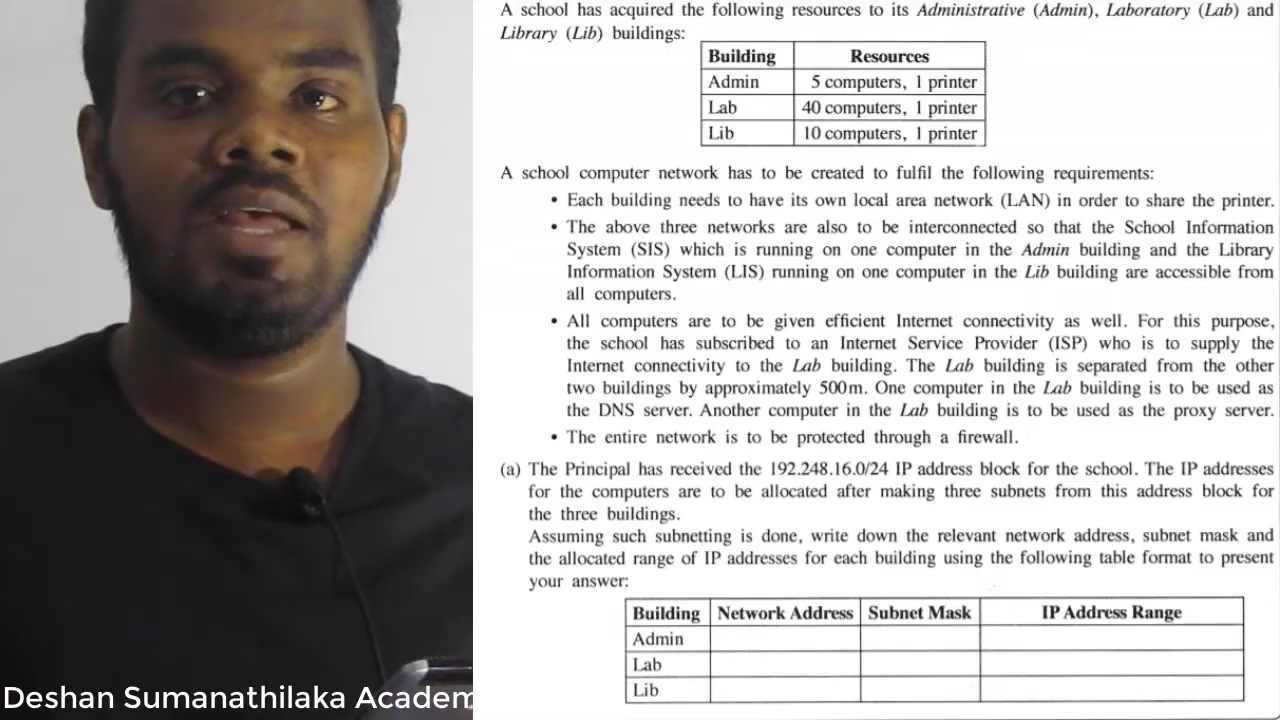 A school has acquired the following resources to its Administrative (Admin), Laboratory (Lab) and
Library (Lib) buildings:
Building Resources
Admin 5 computers, 1 printer
Lab 40 computers, 1 printer
Lib 10 computers, 1 printer
A school computer network has to be created to fulfil the following requirements:
• Each building needs to have its own local area network (LAN) in order to share the printer.
• The above three networks are also to be interconnected so that the School Information
System (SIS) which is running on one computer in the Admin building and the Library
Information System (LIS) running on one computer in the Lib building are accessible from
all computers.
• All computers are to be given efficient Internet connectivity as well. For this purpose,
the school has subscribed to an Internet Service Provider (ISP) who is to supply the
Internet connectivity to the Lab building. The Lab building is separated from the other
two buildings by approximately 500m. One computer in the Lab building is to be used as
the DNS server. Another computer in the Lab building is to be used as the proxy server.
• The entire network is to be protected through a firewall.
(a) The Principal has received the 192.248.16.0/24 IP address block for the school. The IP addresses
for the computers are to be allocated after making three subnets from this address block for
the three buildings.
Assuming such subnetting is done, write down the relevant network address, subnet mask and
the allocated range of IP addresses for each building using the following table format to present
your answer:
Building Network Address Subnet Mask IP Address Range
Admin
Lab
Lib
Deshan Sumanathilaka Academ